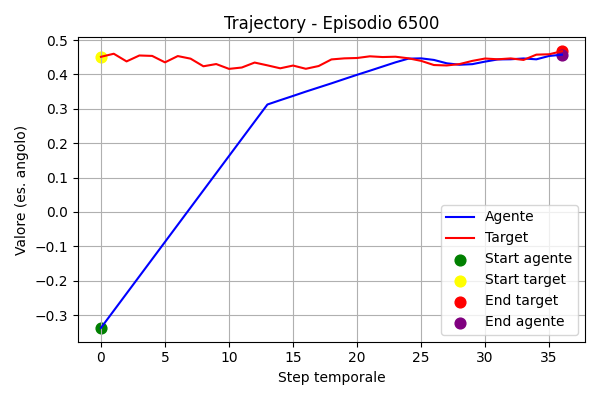 Trajectory - Episodio 6500
Valore (es. angolo)
0.5
0.4
0.3
0.2
0.1
0.0
−0.1
−0.2
−0.3
0
5
10
15
20
25
30
35
Step temporale
Agente
Target
Start agente
Start target
End target
End agente